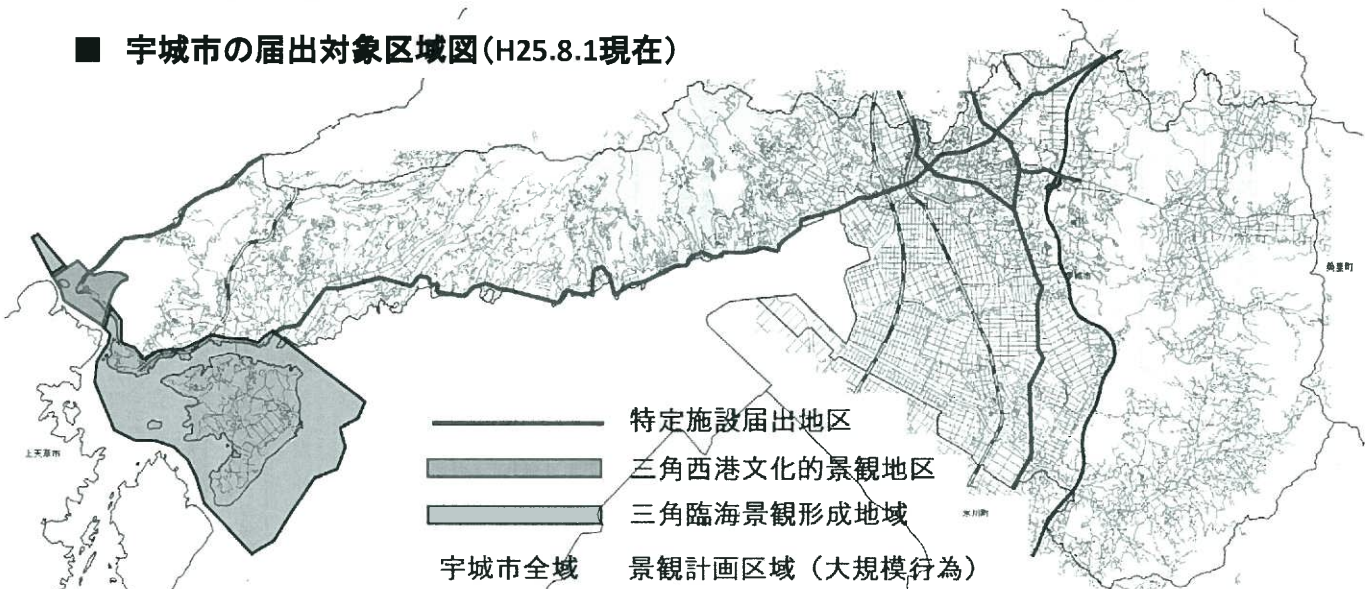 ■ 宇城市の届出対象区域図(H25.8.1現在)
美里町
宇城市
上天草市
氷川町
特定施設届出地区
三角西港文化的景観地区
三角臨海景観形成地域
宇城市全域 景観計画区域（大規模行為）